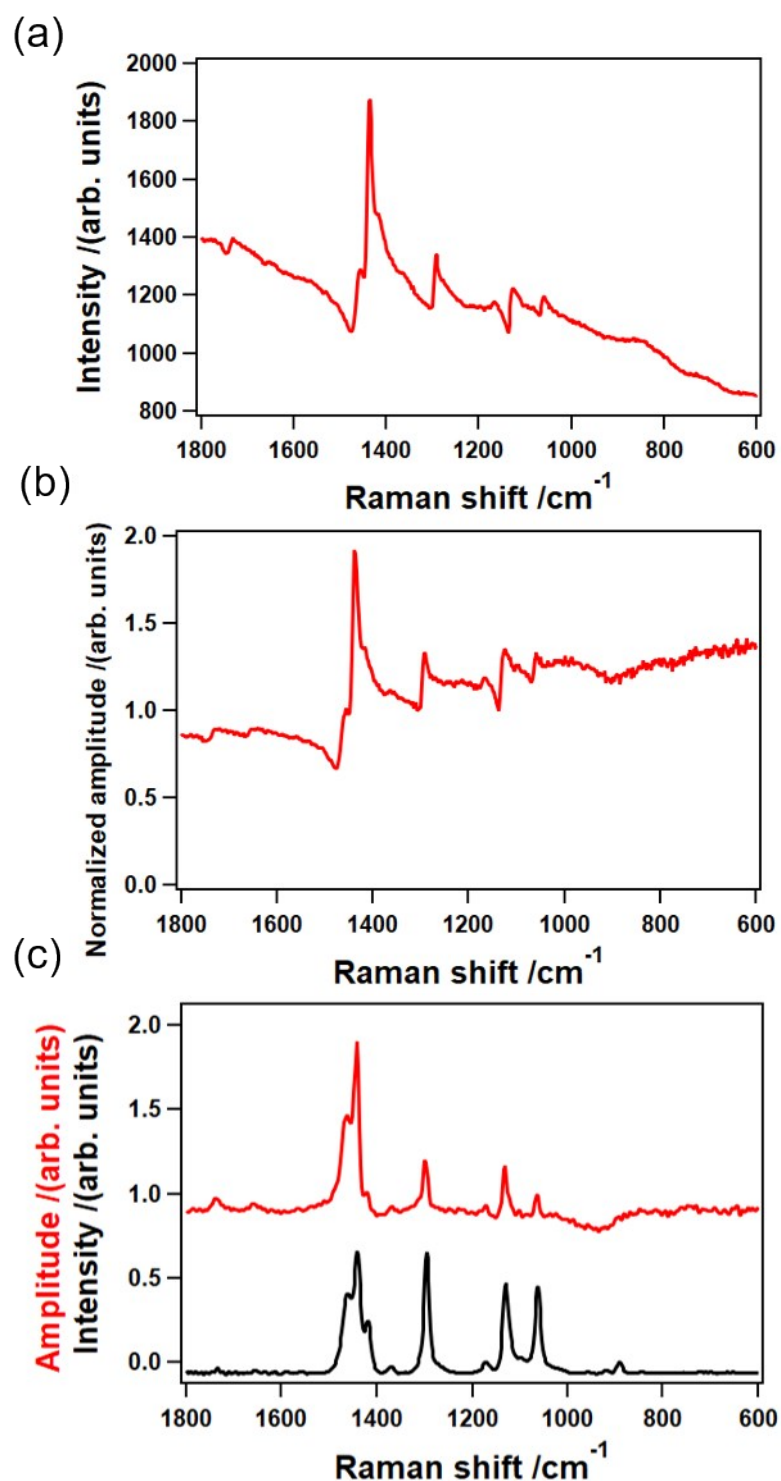 (a)
Intensity /(arb. units)
2000
1800
1600
1400
1200
1000
800
1800 1600 1400 1200 1000 800 600
Raman shift /cm⁻¹
(b)
Normalized amplitude /(arb. units)
2.0
1.5
1.0
0.5
0.0
1800 1600 1400 1200 1000 800 600
Raman shift /cm⁻¹
(c)
Amplitude /(arb. units)
Intensity /(arb. units)
2.0
1.5
1.0
0.5
0.0
1800 1600 1400 1200 1000 800 600
Raman shift /cm⁻¹